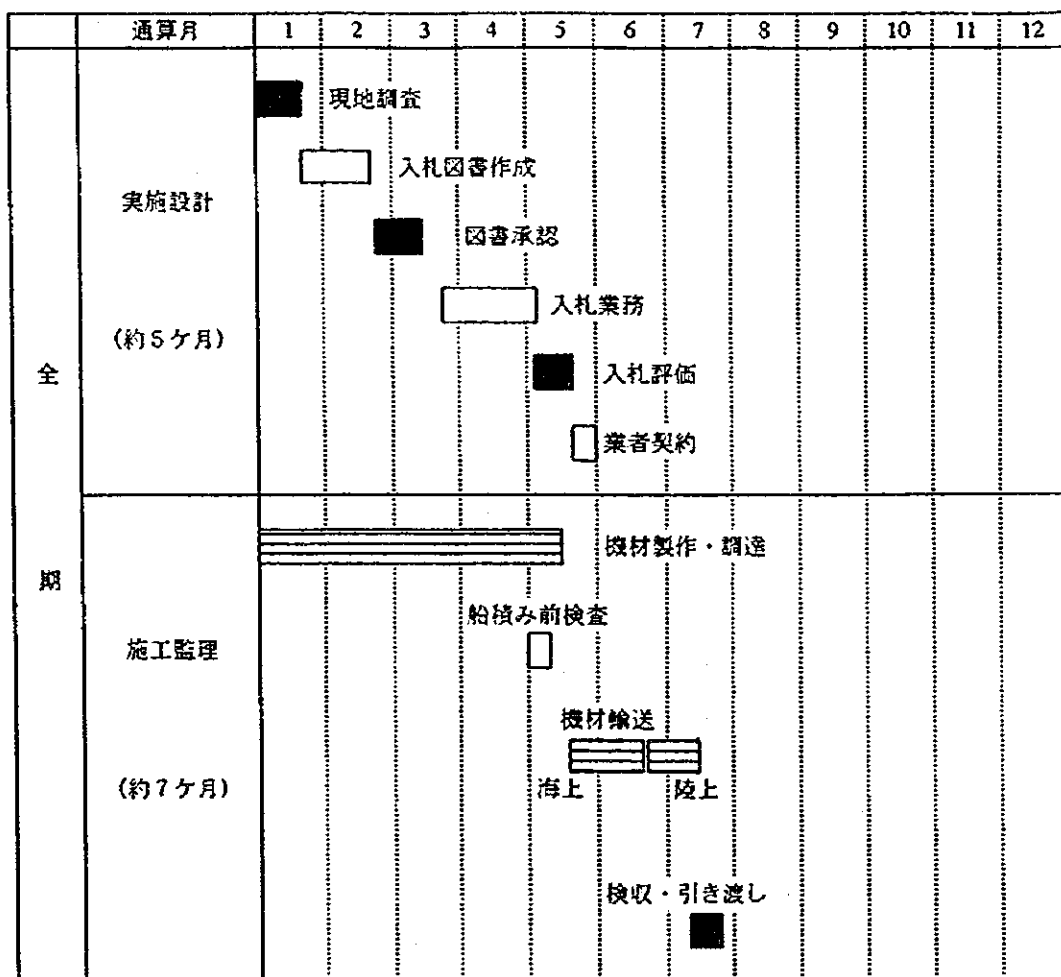 通算月 1 2 3 4 5 6 7 8 9 10 11 12
全期
実施設計
(約5ケ月)
現地調査
入札図書作成
図書承認
入札業務
入札評価
業者契約
施工監理
(約7ケ月)
機材製作・調達
船積み前検査
機材輸送
海上 陸上
検収・引き渡し